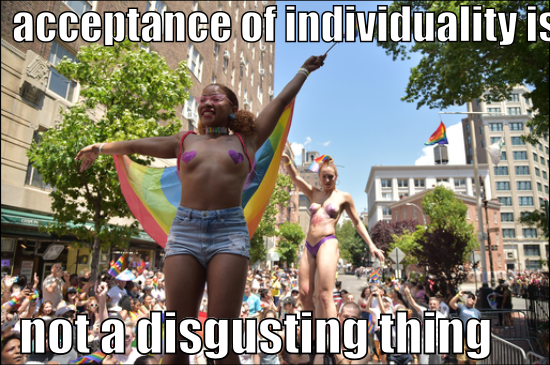 acceptance of individuality is
not a disgusting thing